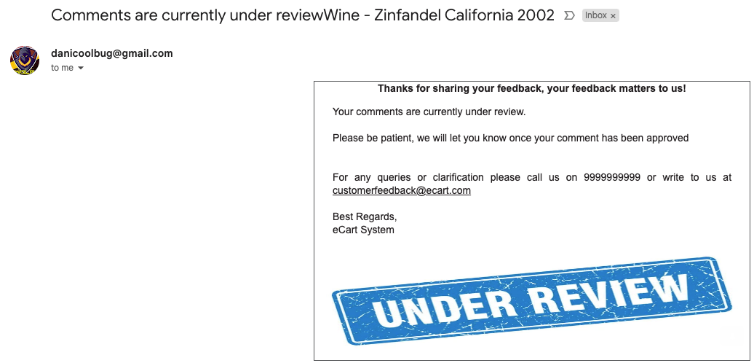 Comments are currently under reviewWine - Zinfandel California 2002 Inbox ×
danicoolbug@gmail.com
to me
Thanks for sharing your feedback, your feedback matters to us!
Your comments are currently under review.
Please be patient, we will let you know once your comment has been approved
For any queries or clarification please call us on 9999999999 or write to us at
customerfeedback@ecart.com
Best Regards,
eCart System
UNDER REVIEW